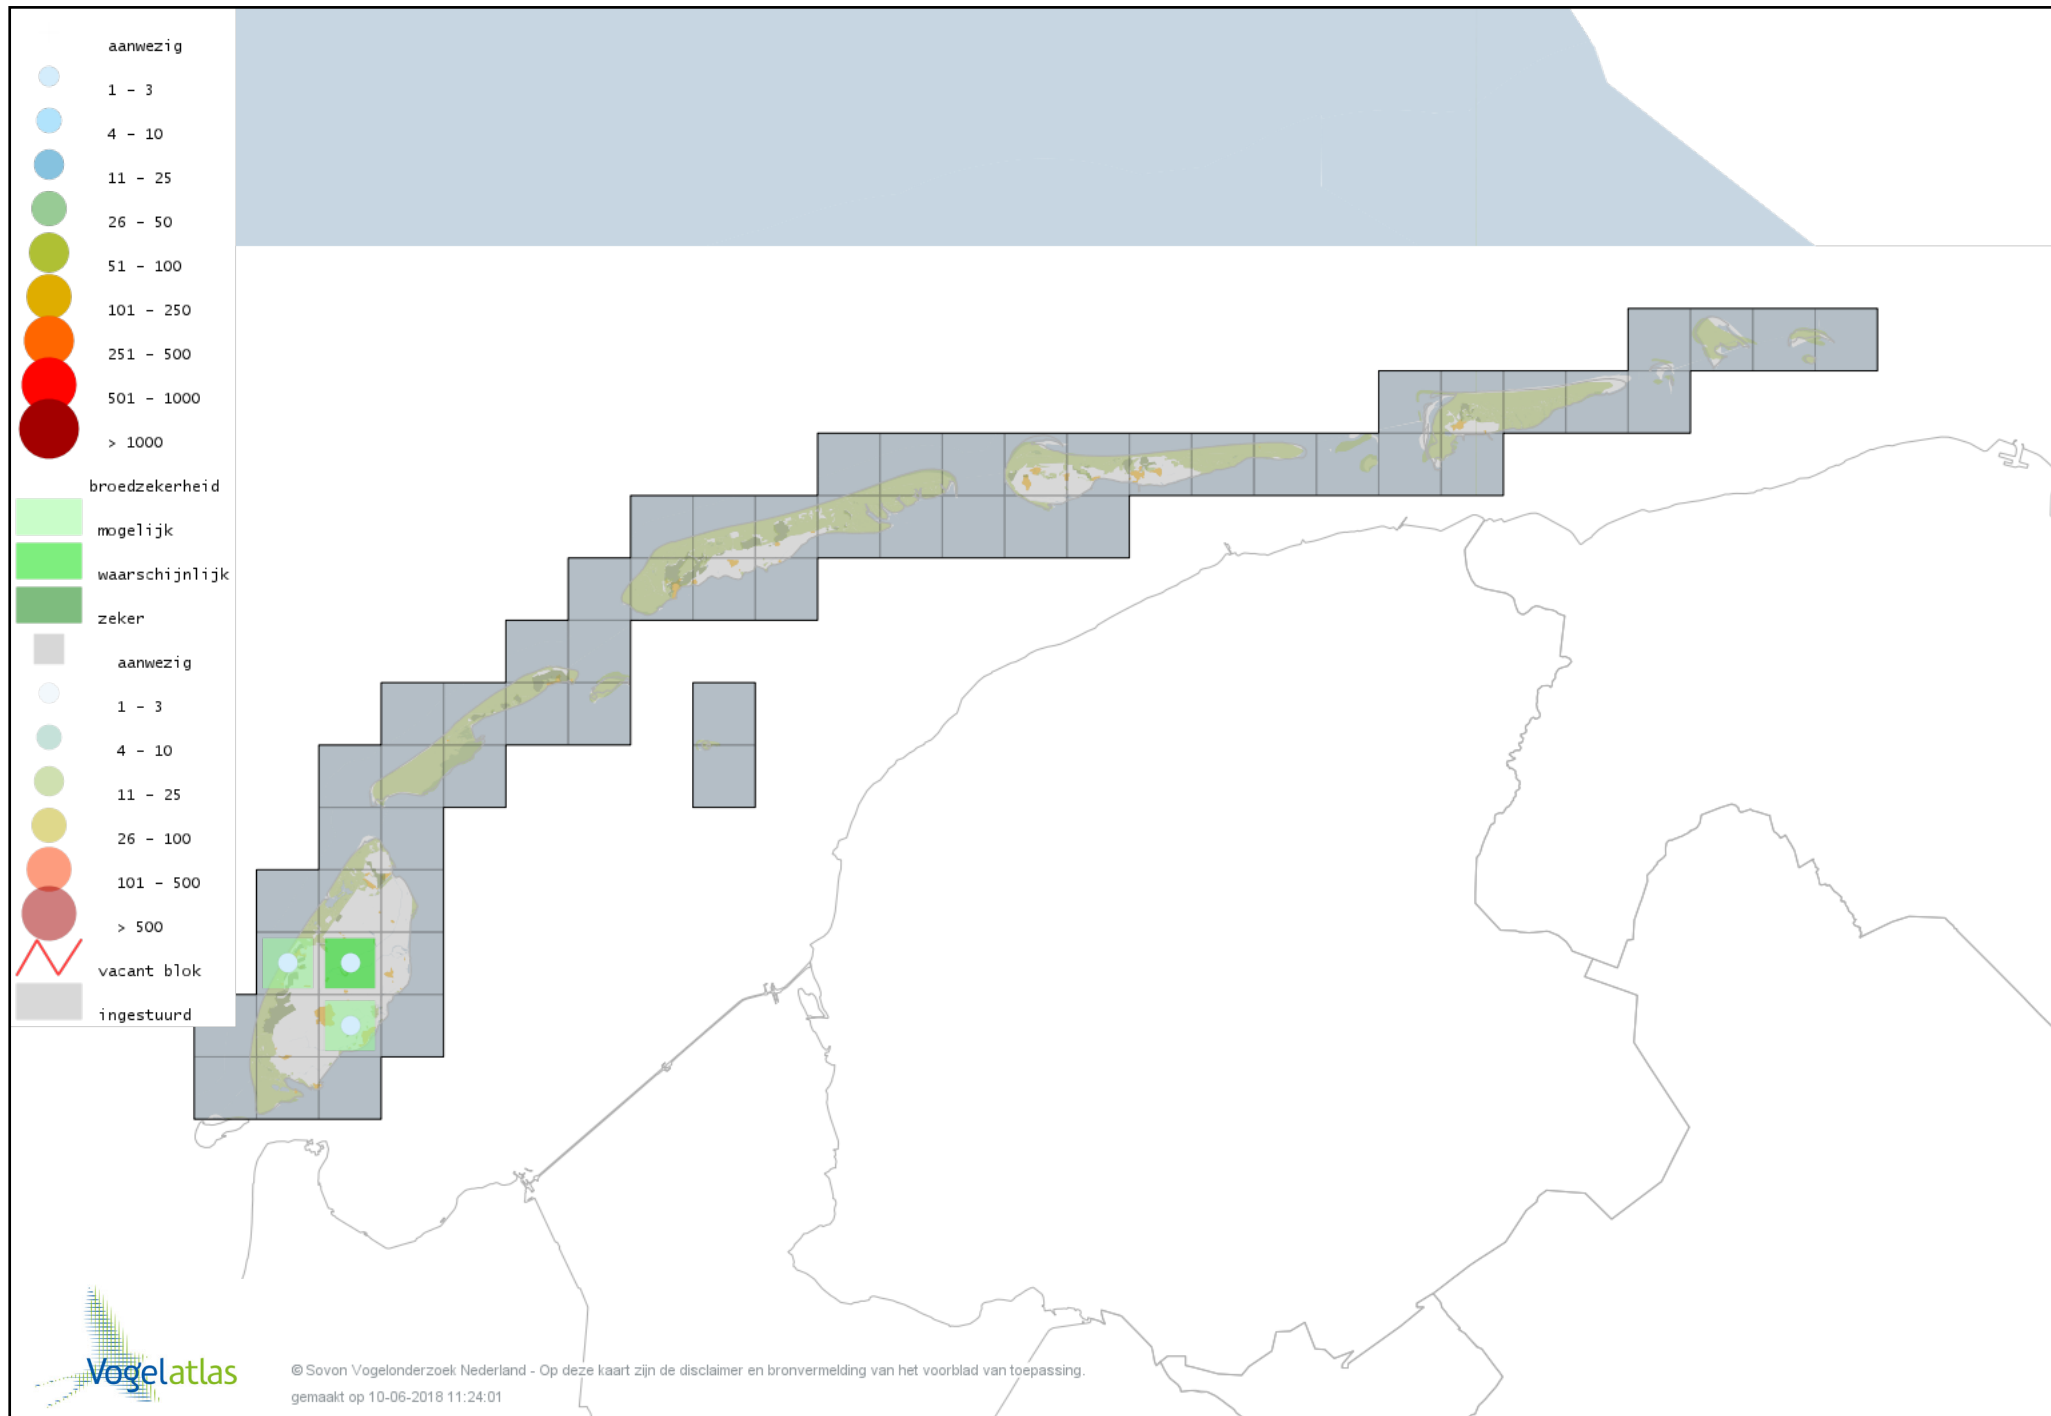 aanwezig
1 - 3
4 - 10
11 - 25
26 - 50
51 - 100
101 - 250
251 - 500
501 - 1000
> 1000
broedzekerheid
mogelijk
waarschijnlijk
zeker
aanwezig
1 - 3
4 - 10
11 - 25
26 - 100
101 - 500
> 500
vacant blok
ingestuurd
Vogelatlas
© Sovon Vogelonderzoek Nederland - Op deze kaart zijn de disclaimer en bronvermelding van het voorblad van toepassing.
gemaakt op 10-06-2018 11:24:01